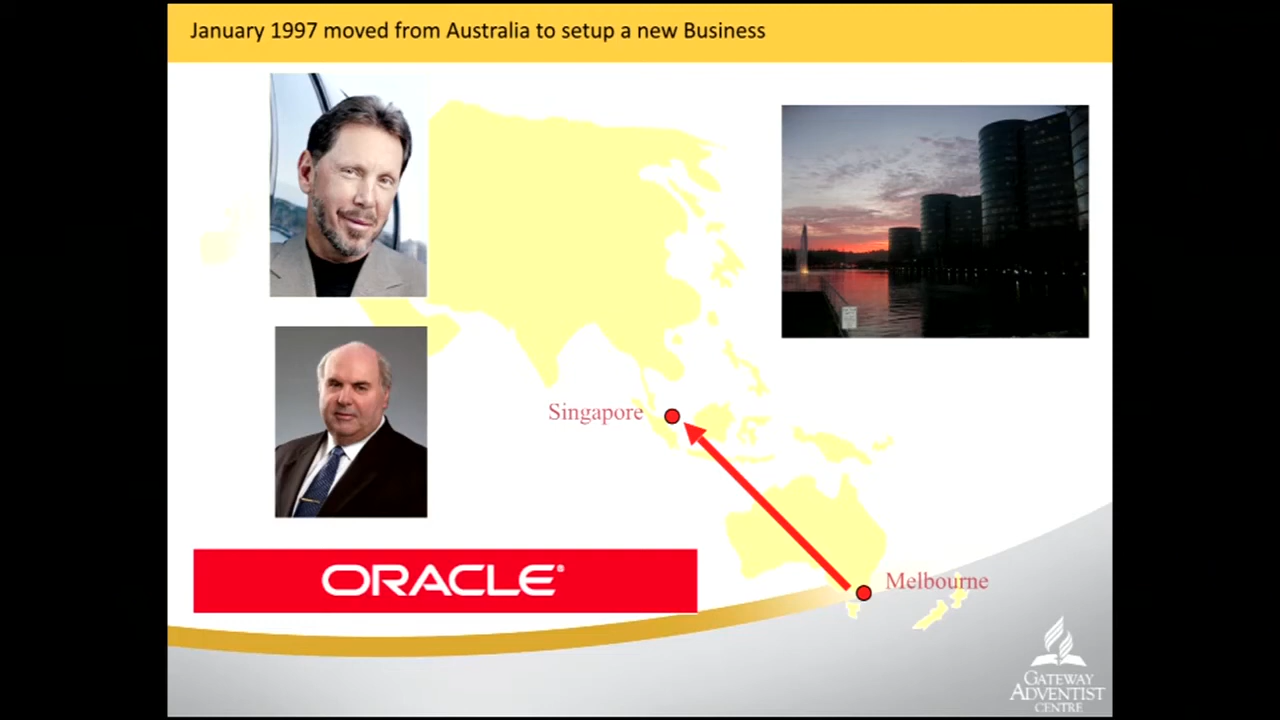 January 1997 moved from Australia to setup a new Business
Singapore
ORACLE®
Melbourne
GATEWAY
ADVENTIST
CENTRE